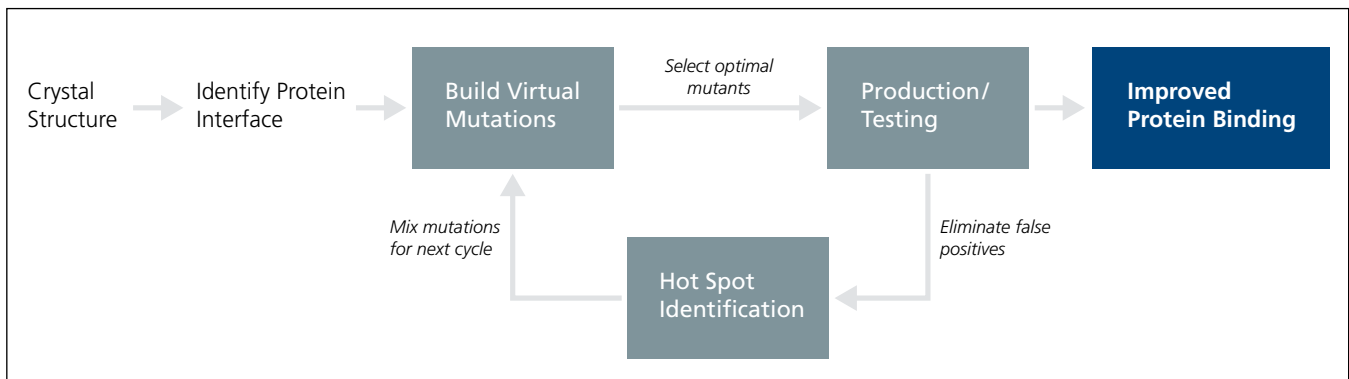 Crystal
Structure
Identify Protein
Interface
Build Virtual
Mutations
Select optimal
mutants
Production/
Testing
Improved
Protein Binding
Mix mutations
for next cycle
Hot Spot
Identification
Eliminate false
positives